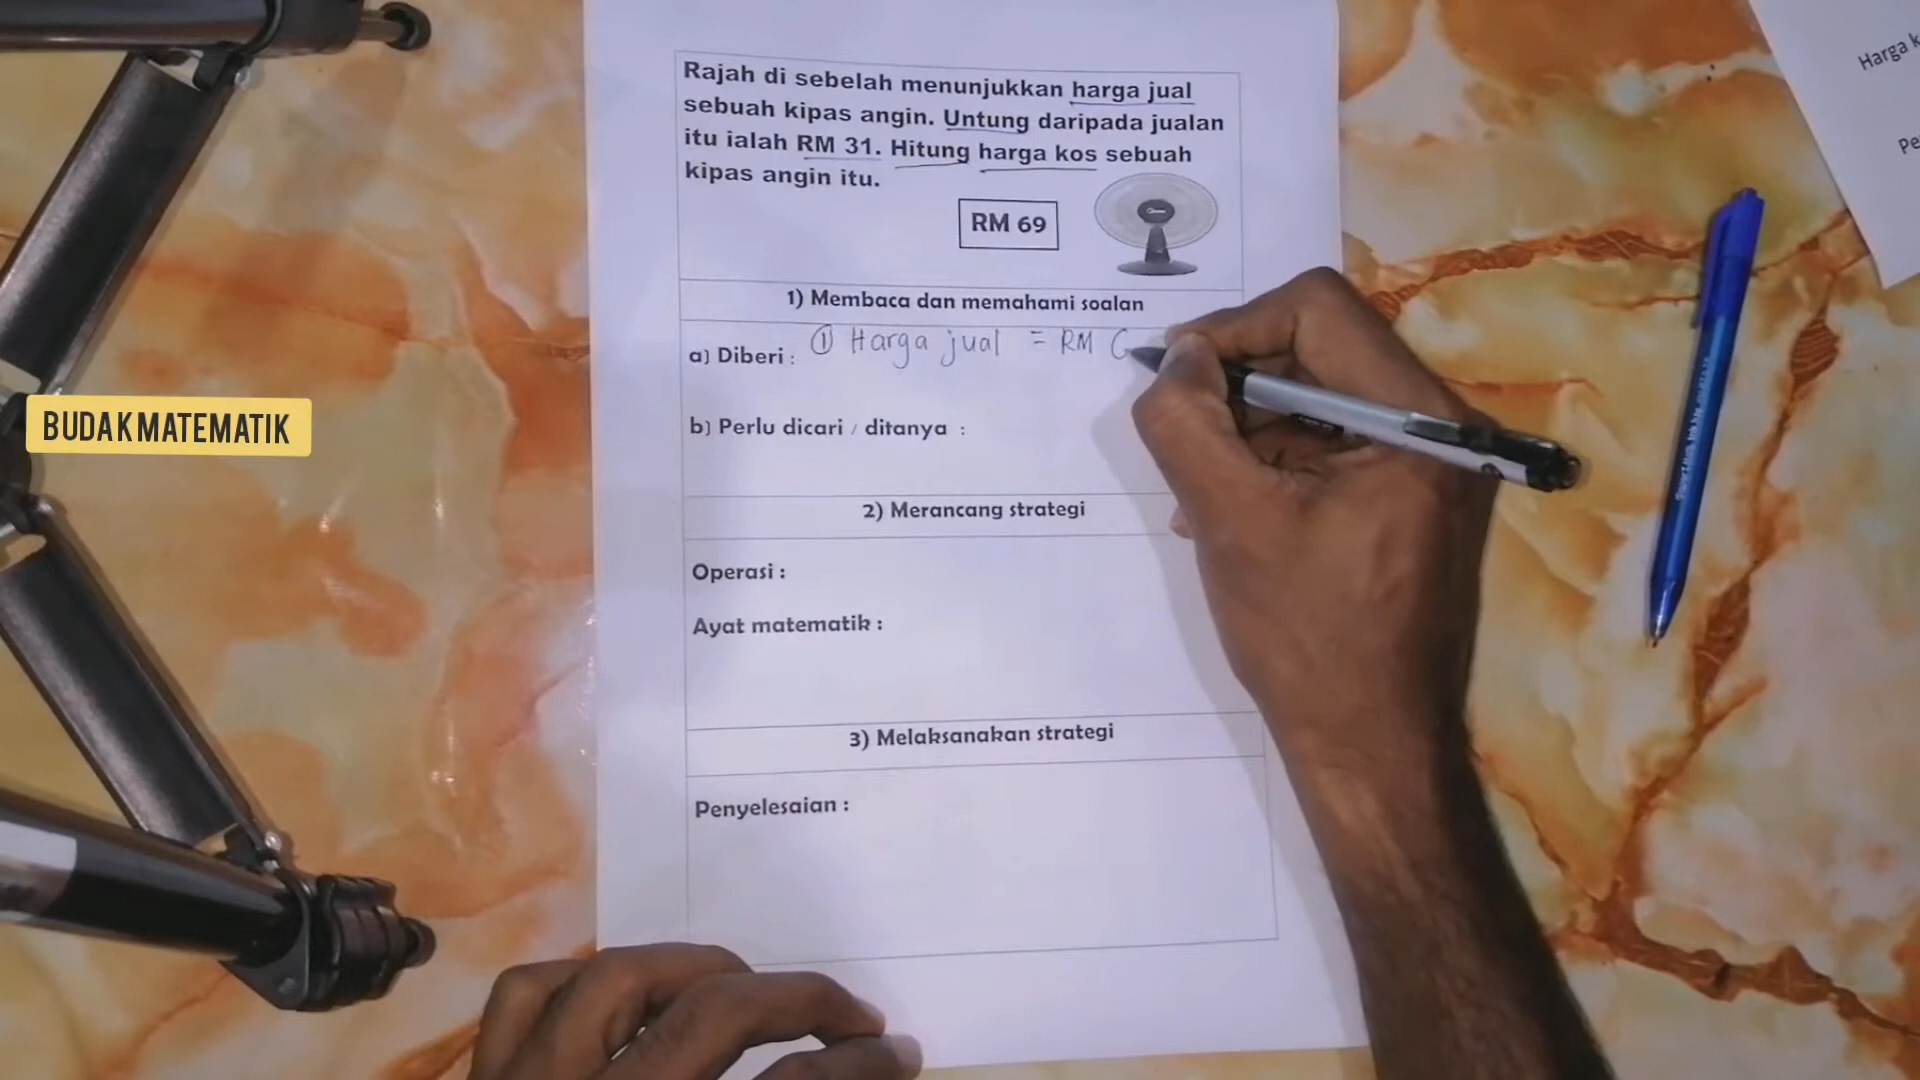 Rajah di sebelah menunjukkan harga jual
sebuah kipas angin. Untung daripada jualan
itu ialah RM 31. Hitung harga kos sebuah
kipas angin itu.
RM 69
1) Membaca dan memahami soalan
a) Diberi : ① Harga jual = RM
b) Perlu dicari / ditanya :
2) Merancang strategi
Operasi :
Ayat matematik :
3) Melaksanakan strategi
Penyelesaian :
BUDAK MATEMATIK
Harga